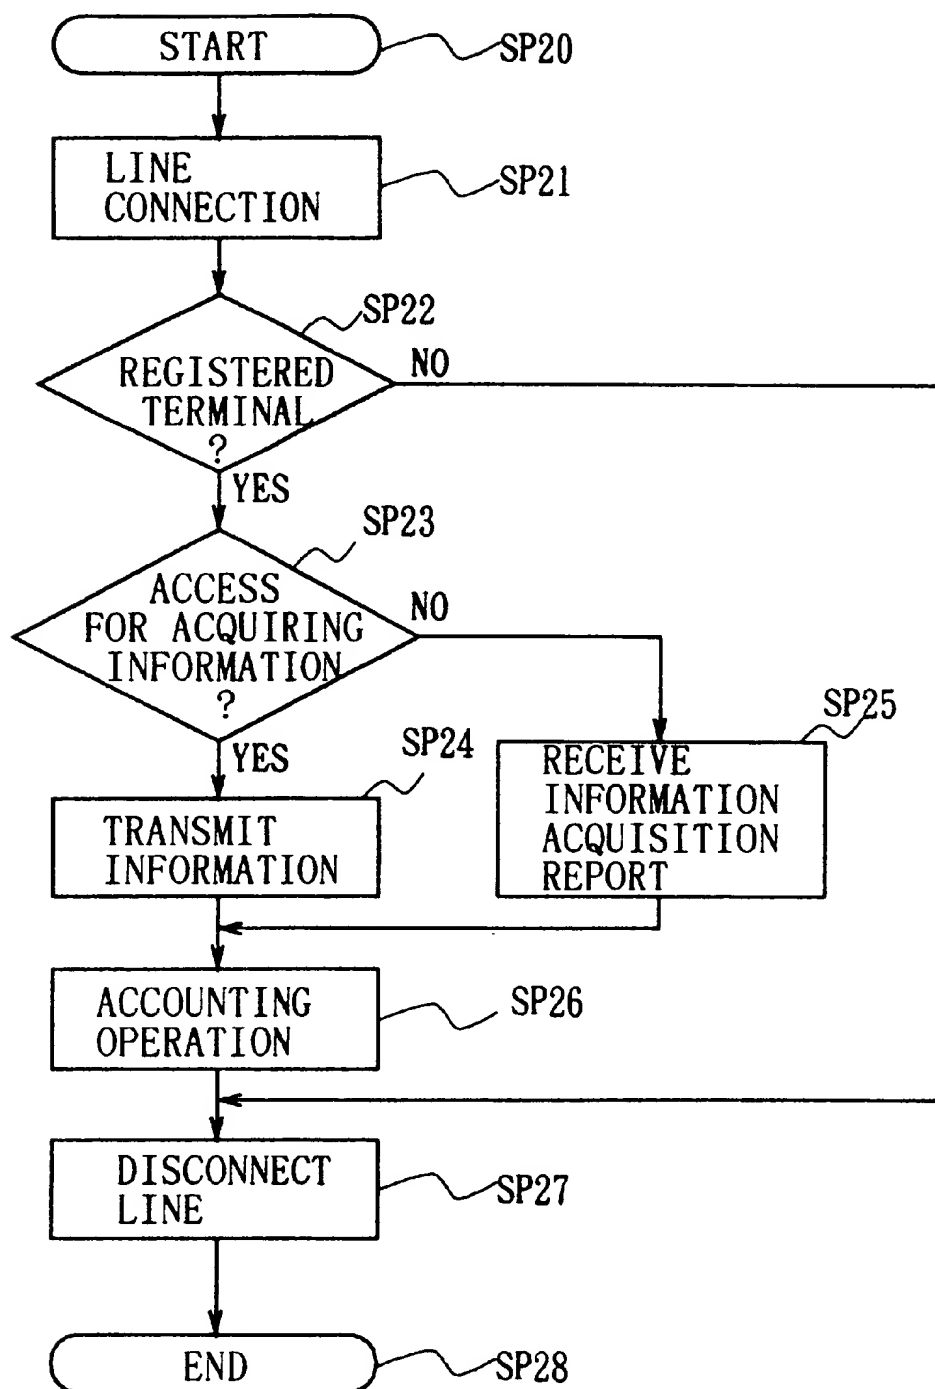 START
SP20
LINE
CONNECTION
SP21
SP22
REGISTERED
TERMINAL
?
NO
YES
SP23
ACCESS
FOR ACQUIRING
INFORMATION
?
NO
YES
SP24
TRANSMIT
INFORMATION
SP25
RECEIVE
INFORMATION
ACQUISITION
REPORT
ACCOUNTING
OPERATION
SP26
DISCONNECT
LINE
SP27
END
SP28